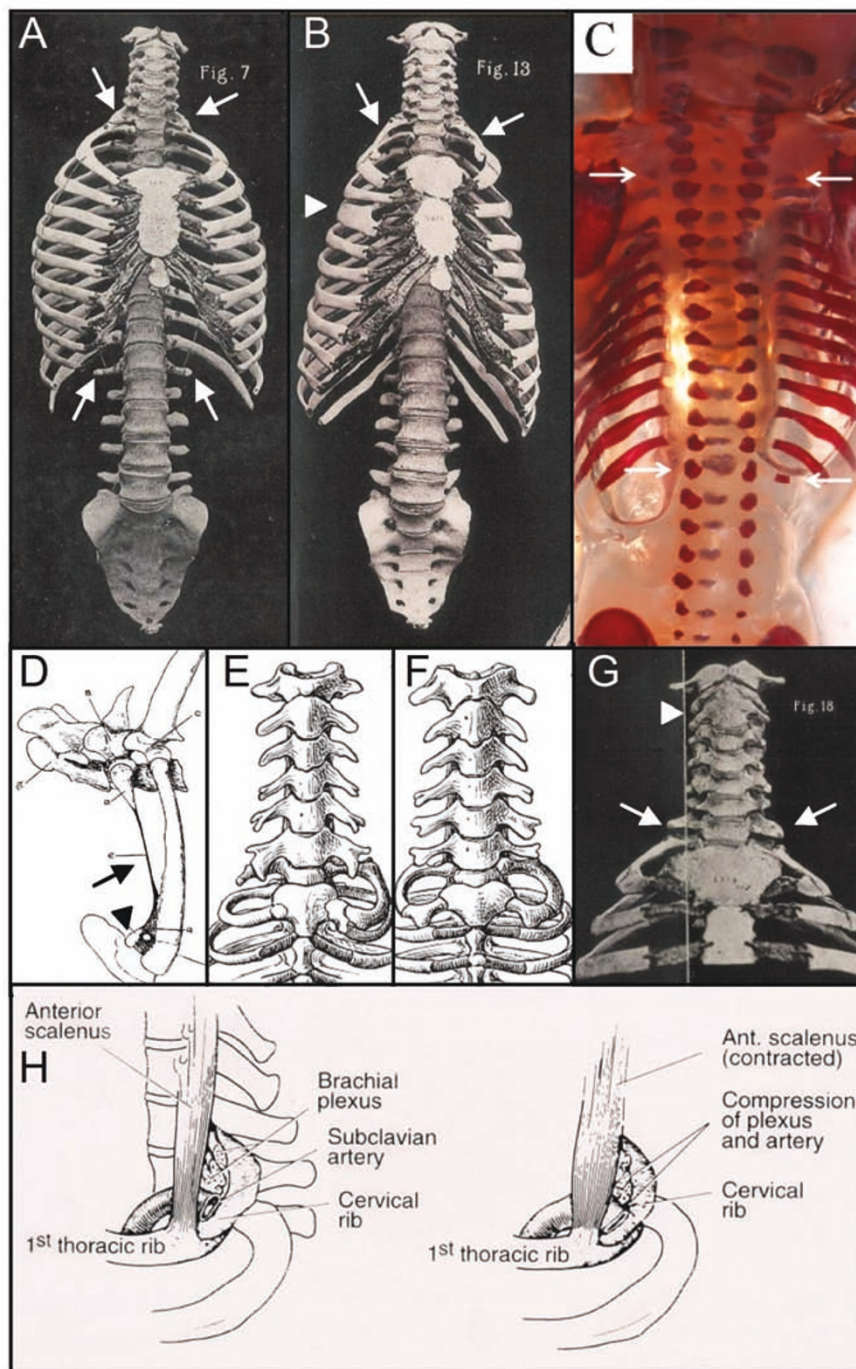 A
Fig. 7
B
Fig. 13
C
D
E
F
G
Fig. 18
H
Anterior
scalenus
Brachial
plexus
Subclavian
artery
Cervical
rib
1st thoracic rib
Ant. scalenus
(contracted)
Compression
of plexus
and artery
Cervical
rib
1st thoracic rib